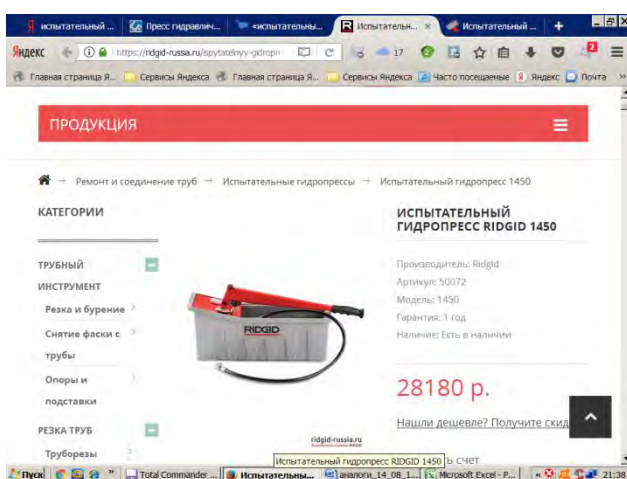 испытательный ...
Пресс гидравлич...
«испытательны...
Испытательн...
Испытательный ...
Яндекс
https://ridgid-russia.ru/ispytatelnyy-gidropr
17
2
Главная страница Я...
Сервисы Яндекса
Главная страница Я...
Сервисы Яндекса
Часто посещаемые
Яндекс
Почта
ПРОДУКЦИЯ
→ Ремонт и соединение труб → Испытательные гидропрессы → Испытательный гидропресс 1450
КАТЕГОРИИ
ТРУБНЫЙ
ИНСТРУМЕНТ
Резка и бурение
Снятие фаски с
трубы
Опоры и
подставки
РЕЗКА ТРУБ
Труборезы
RIDGID
ridgid-russia.ru
ИСПЫТАТЕЛЬНЫЙ
ГИДРОПРЕСС RIDGID 1450
Производитель: Ridgid
Артикул: 50072
Модель: 1450
Гарантия: 1 год
Наличие: Есть в наличии
28180 р.
Нашли дешевле? Получите скид
Испытательный гидропресс RIDGID 1450
ь счет
Пуск
Total Commander ...
Испытательны...
аналоги_14_08_1...
Microsoft Excel - Р...
21:38